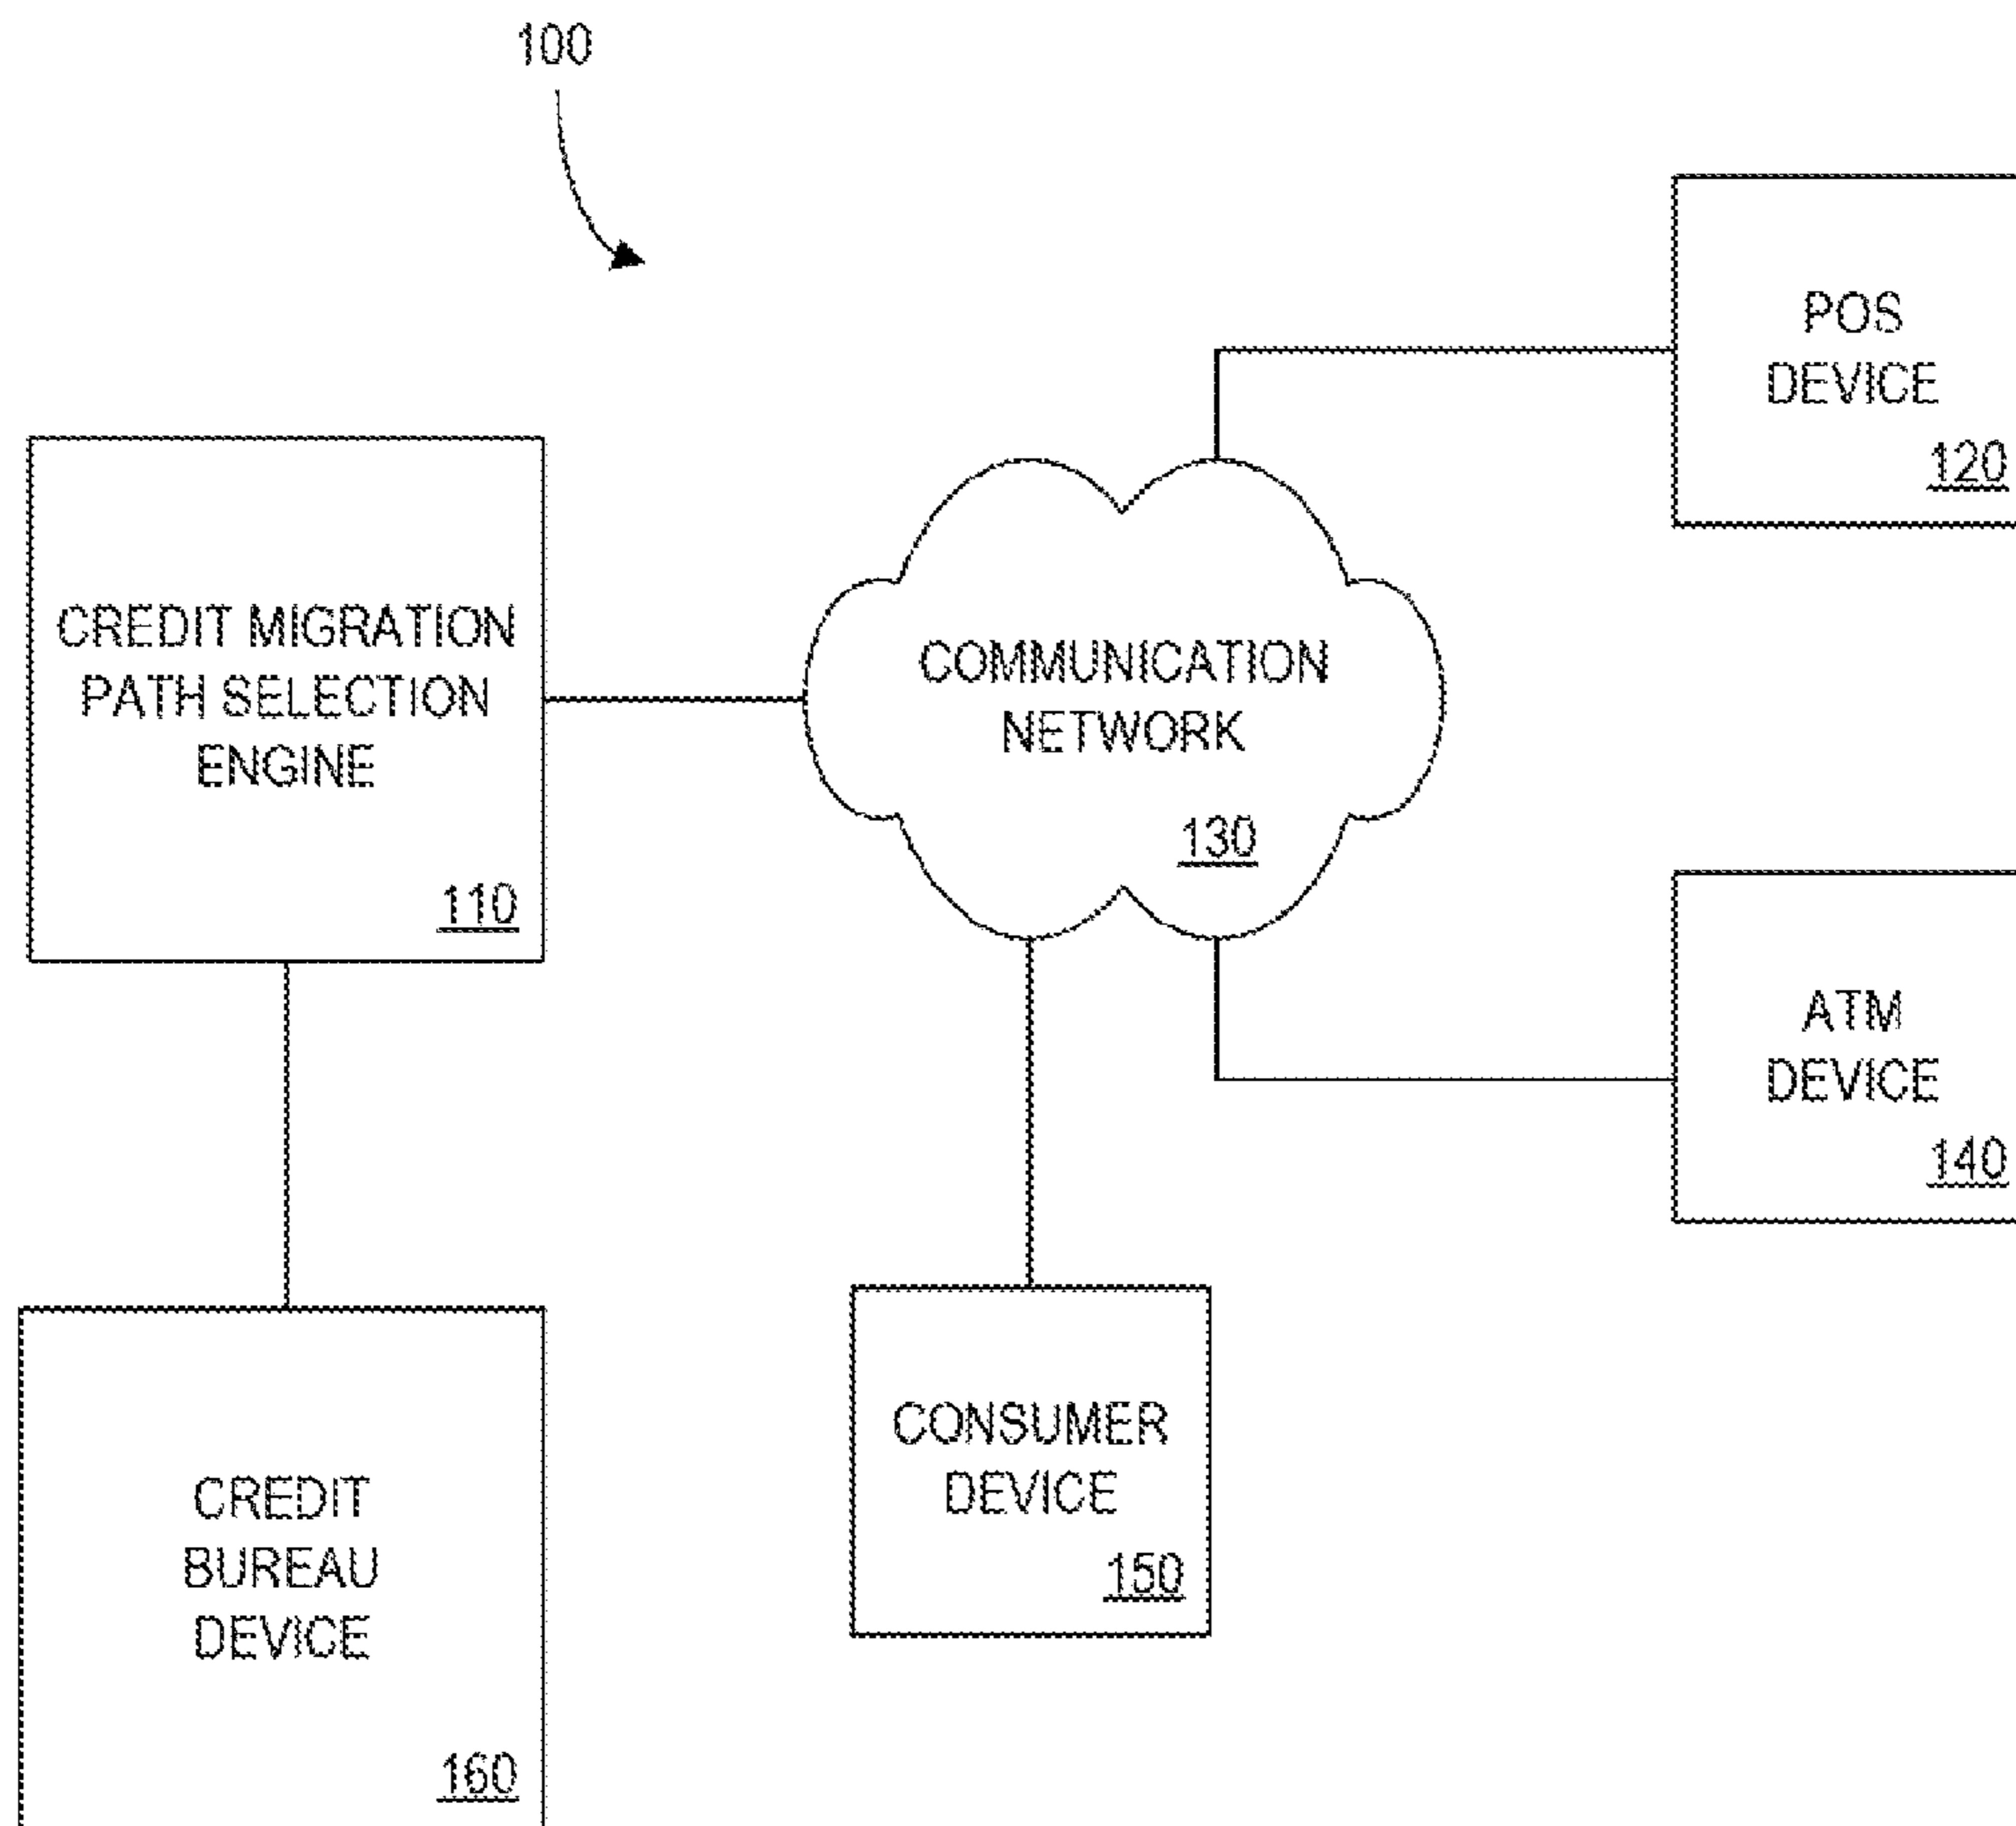 100
POS
DEVICE
120
CREDIT MIGRATION
PATH SELECTION
ENGINE
110
COMMUNICATION
NETWORK
130
ATM
DEVICE
140
CONSUMER
DEVICE
150
CREDIT
BUREAU
DEVICE
160